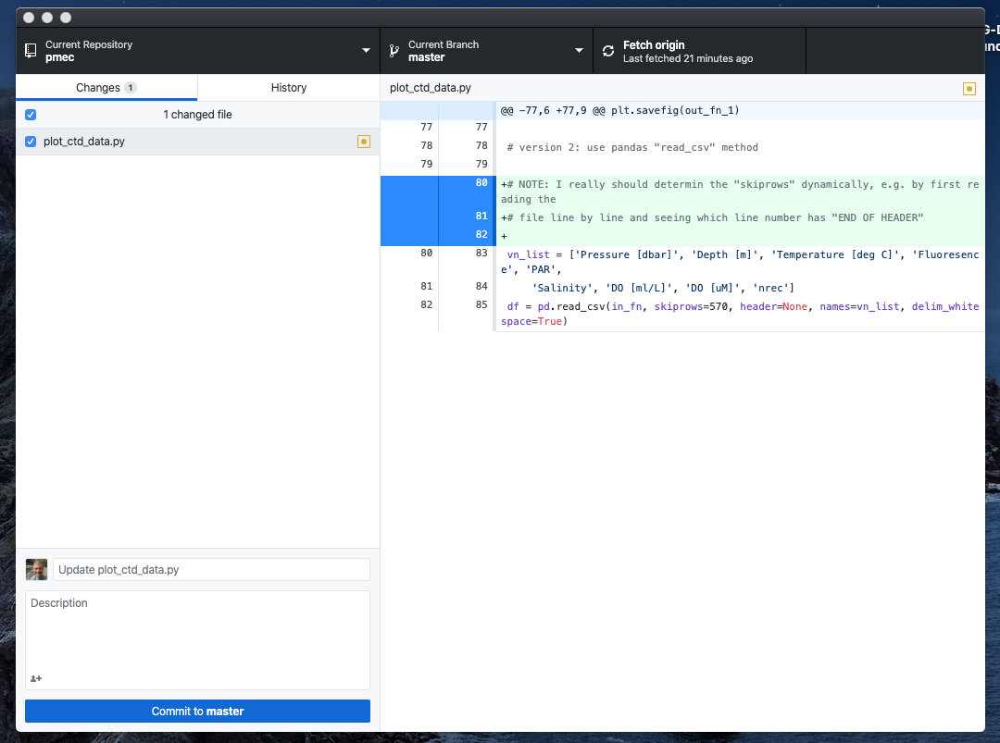 Current Repository
pmec
Current Branch
master
Fetch origin
Last fetched 21 minutes ago
Changes 1
History
plot_ctd_data.py
1 changed file
plot_ctd_data.py
@@ -77,6 +77,9 @@ plt.savefig(out_fn_1)
77 77
78 78 # version 2: use pandas "read_csv" method
79 79
80 +# NOTE: I really should determin the "skiprows" dynamically, e.g. by first re
ading the
81 +# file line by line and seeing which line number has "END OF HEADER"
82 +
80 83 vn_list = ['Pressure [dbar]', 'Depth [m]', 'Temperature [deg C]', 'Fluoresenc
e', 'PAR',
81 84 'Salinity', 'DO [ml/L]', 'DO [uM]', 'nrec']
82 85 df = pd.read_csv(in_fn, skiprows=570, header=None, names=vn_list, delim_white
space=True)
Update plot_ctd_data.py
Description
Commit to master